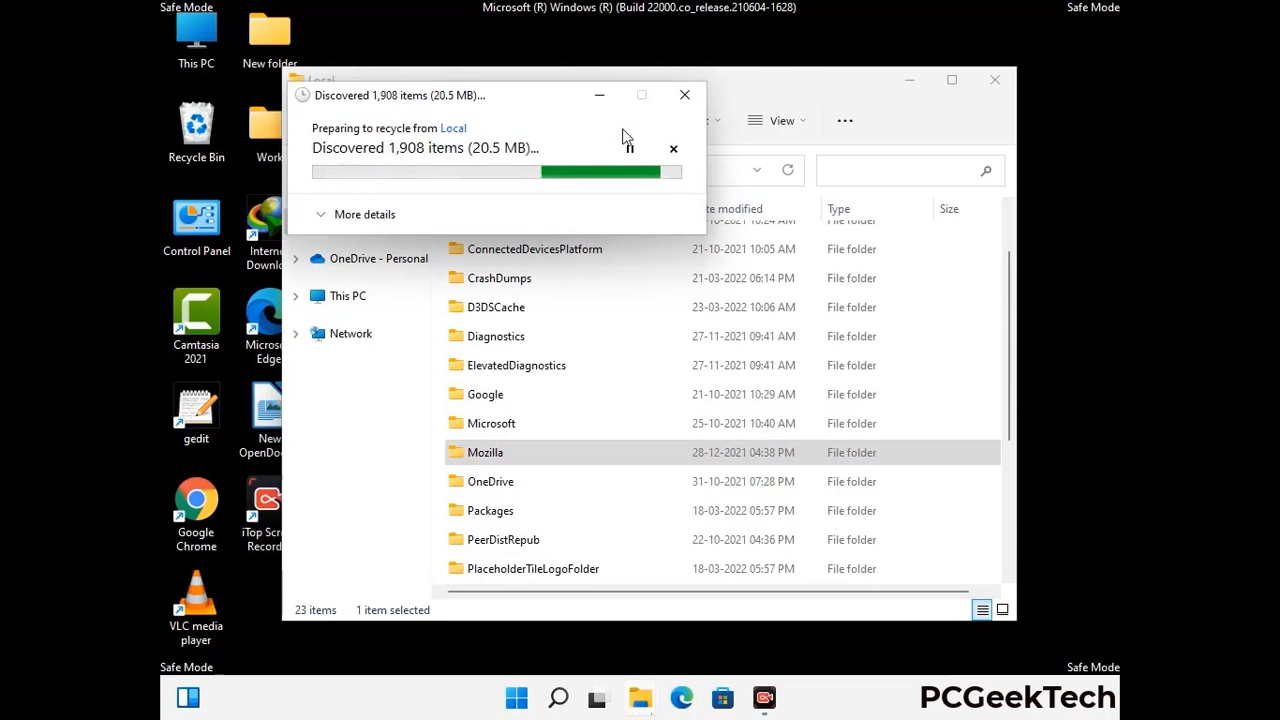 Safe Mode
Microsoft (R) Windows (R) (Build 22000.co_release.210604-1628)
Safe Mode
This PC
New folder
Recycle Bin
Work
Control Panel
Internet
Downlo
Camtasia
2021
Micros
Edge
gedit
New
OpenDoc
Google
Chrome
iTop Scre
Record
VLC media
player
Local
Discovered 1,908 items (20.5 MB)...
Preparing to recycle from Local
Discovered 1,908 items (20.5 MB)...
More details
View
OneDrive - Personal
This PC
Network
te modified
Type
Size
File folder
ConnectedDevicesPlatform 21-10-2021 10:05 AM File folder
CrashDumps 21-03-2022 06:14 PM File folder
D3DSCache 23-03-2022 10:06 AM File folder
Diagnostics 27-11-2021 09:41 AM File folder
ElevatedDiagnostics 27-11-2021 09:41 AM File folder
Google 21-10-2021 10:29 AM File folder
Microsoft 25-10-2021 10:40 AM File folder
Mozilla 28-12-2021 04:38 PM File folder
OneDrive 31-10-2021 07:28 PM File folder
Packages 18-03-2022 05:57 PM File folder
PeerDistRepub 22-10-2021 04:36 PM File folder
PlaceholderTileLogoFolder 18-03-2022 05:57 PM File folder
23 items
1 item selected
Safe Mode
Safe Mode
PCGeekTech